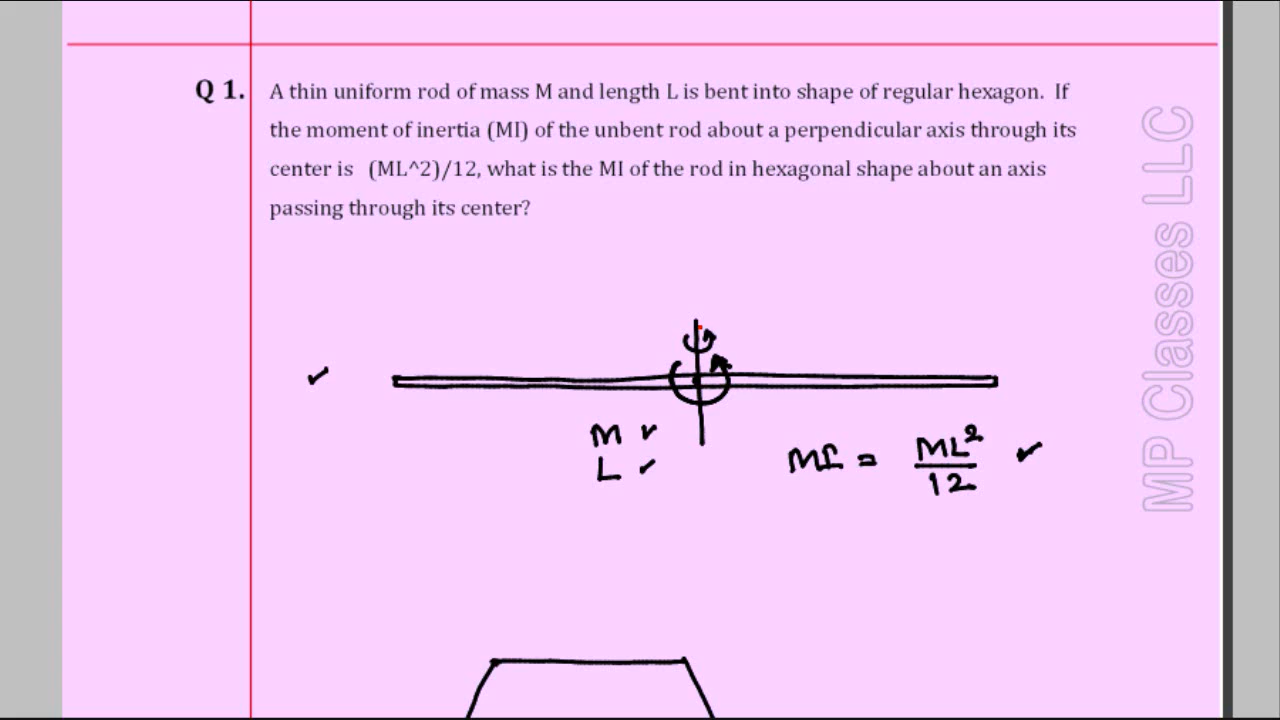 Q 1. A thin uniform rod of mass M and length L is bent into shape of regular hexagon. If
the moment of inertia (MI) of the unbent rod about a perpendicular axis through its
center is (ML^2)/12, what is the MI of the rod in hexagonal shape about an axis
passing through its center?
M
L
MI = ML²/12
MP Classes LLC